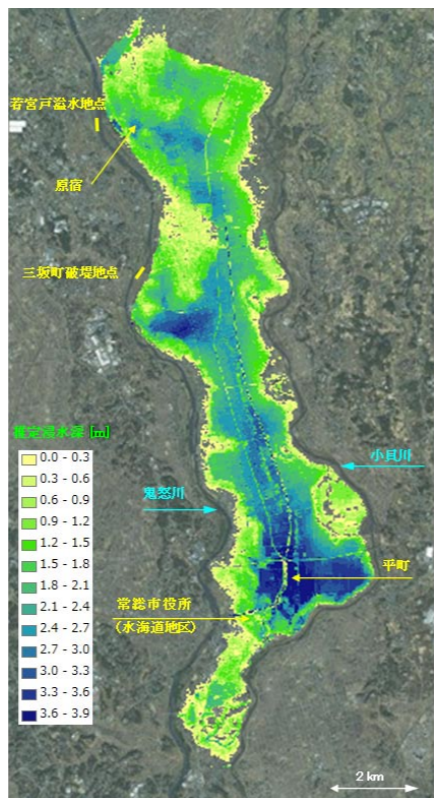 若宮戸溢水地点
原宿
三坂町破堤地点
推定浸水深 [m]
0.0 - 0.3
0.3 - 0.6
0.6 - 0.9
0.9 - 1.2
1.2 - 1.5
1.5 - 1.8
1.8 - 2.1
2.1 - 2.4
2.4 - 2.7
2.7 - 3.0
3.0 - 3.3
3.3 - 3.6
3.6 - 3.9
小貝川
鬼怒川
平町
常総市役所
(水海道地区)
2 km